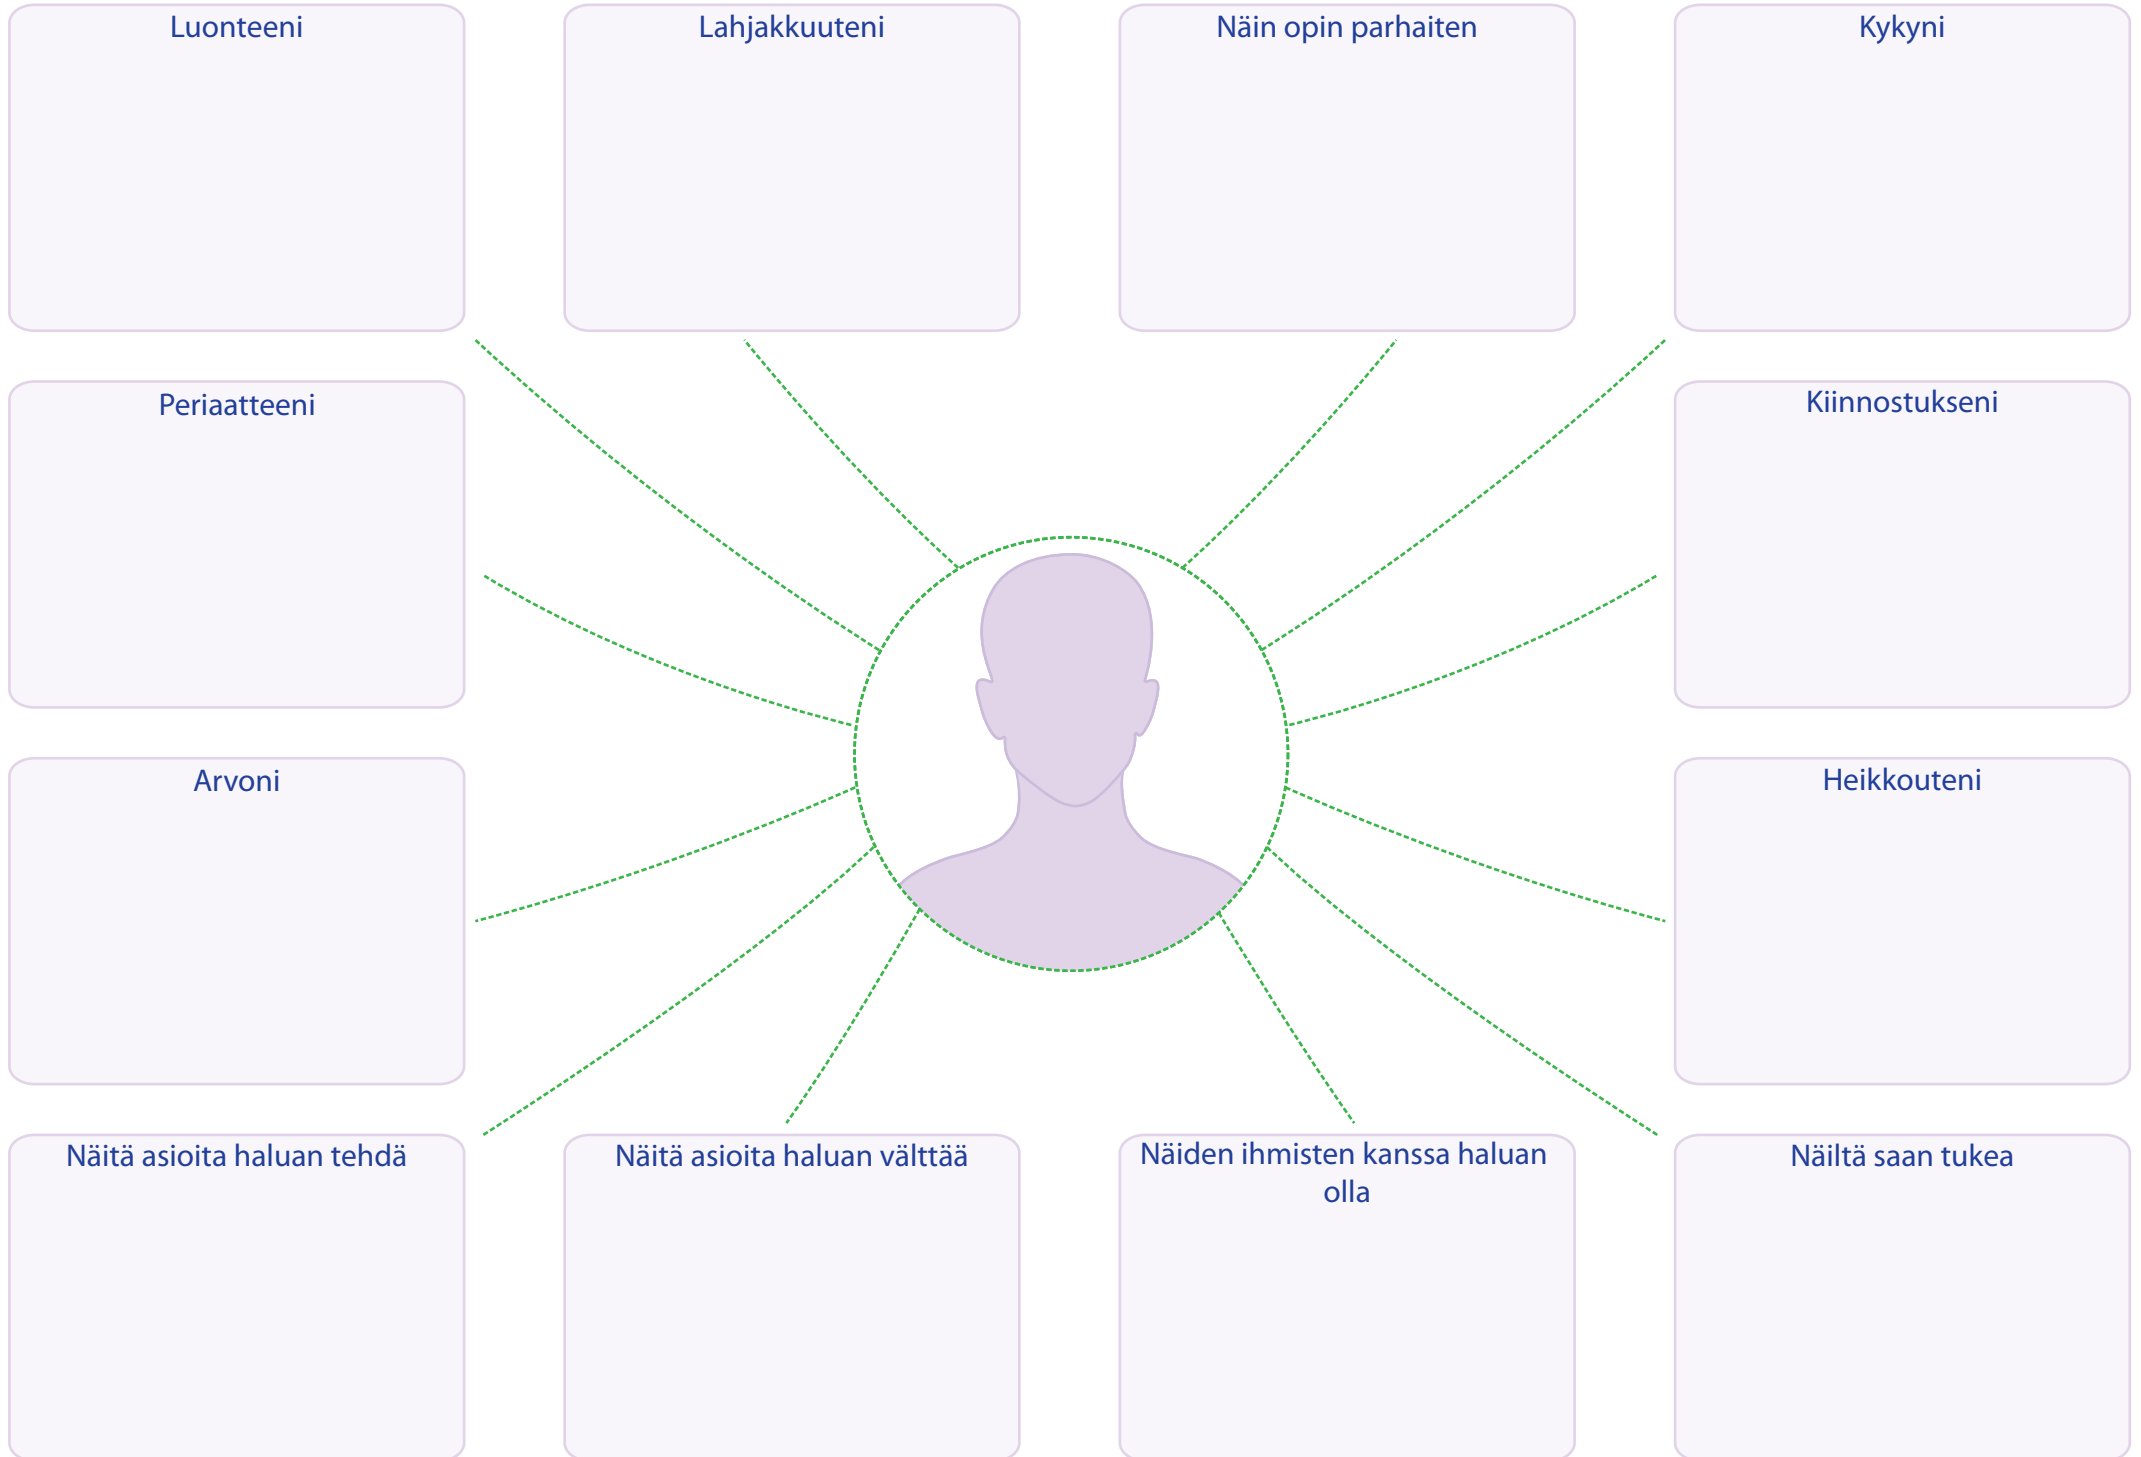 Luonteeni
Lahjakkuuteni
Näin opin parhaiten
Kykyni
Periaatteeni
Kiinnostukseni
Arvoni
Heikkouteni
Näitä asioita haluan tehdä
Näitä asioita haluan välttää
Näiden ihmisten kanssa haluan
olla
Näiltä saan tukea